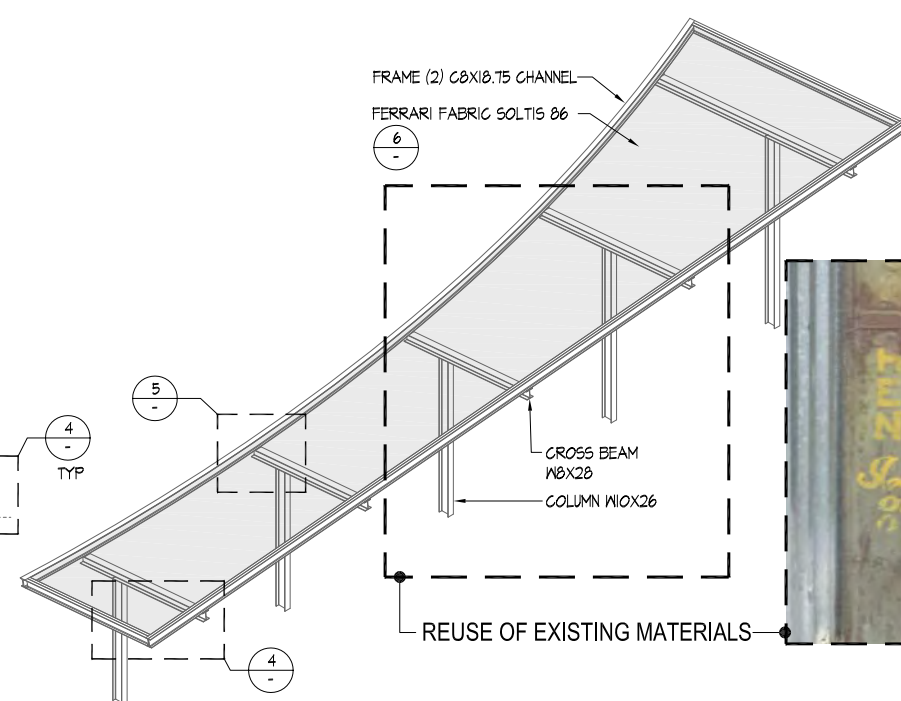 FRAME (2) C8X18.75 CHANNEL
FERRARI FABRIC SOLTIS 86
6
-
5
-
4
-
TYP
CROSS BEAM
W8X28
COLUMN W10X26
REUSE OF EXISTING MATERIALS
4
-